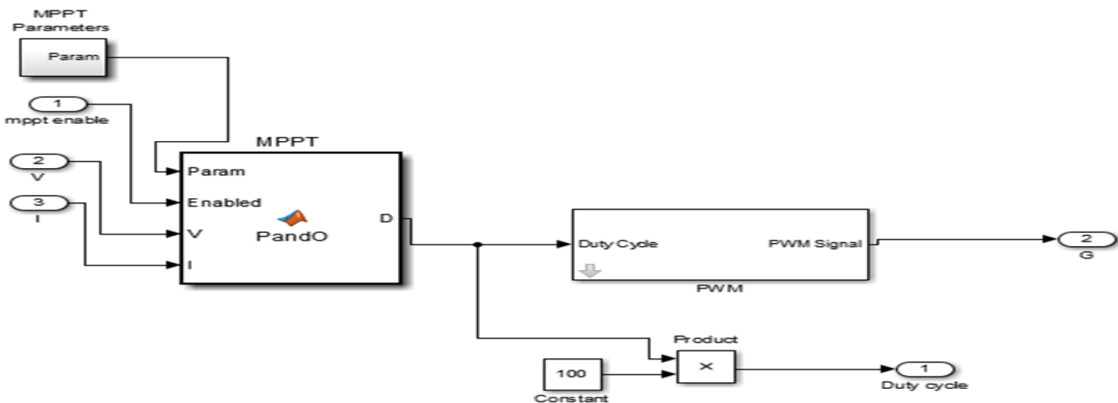 MPPT
Parameters
Param
1
mppt enable
2
V
3
I
MPPT
Param
Enabled
V
I
D
PandO
Duty Cycle
PWM Signal
PWM
2
G
Product
×
100
Constant
1
Duty cycle